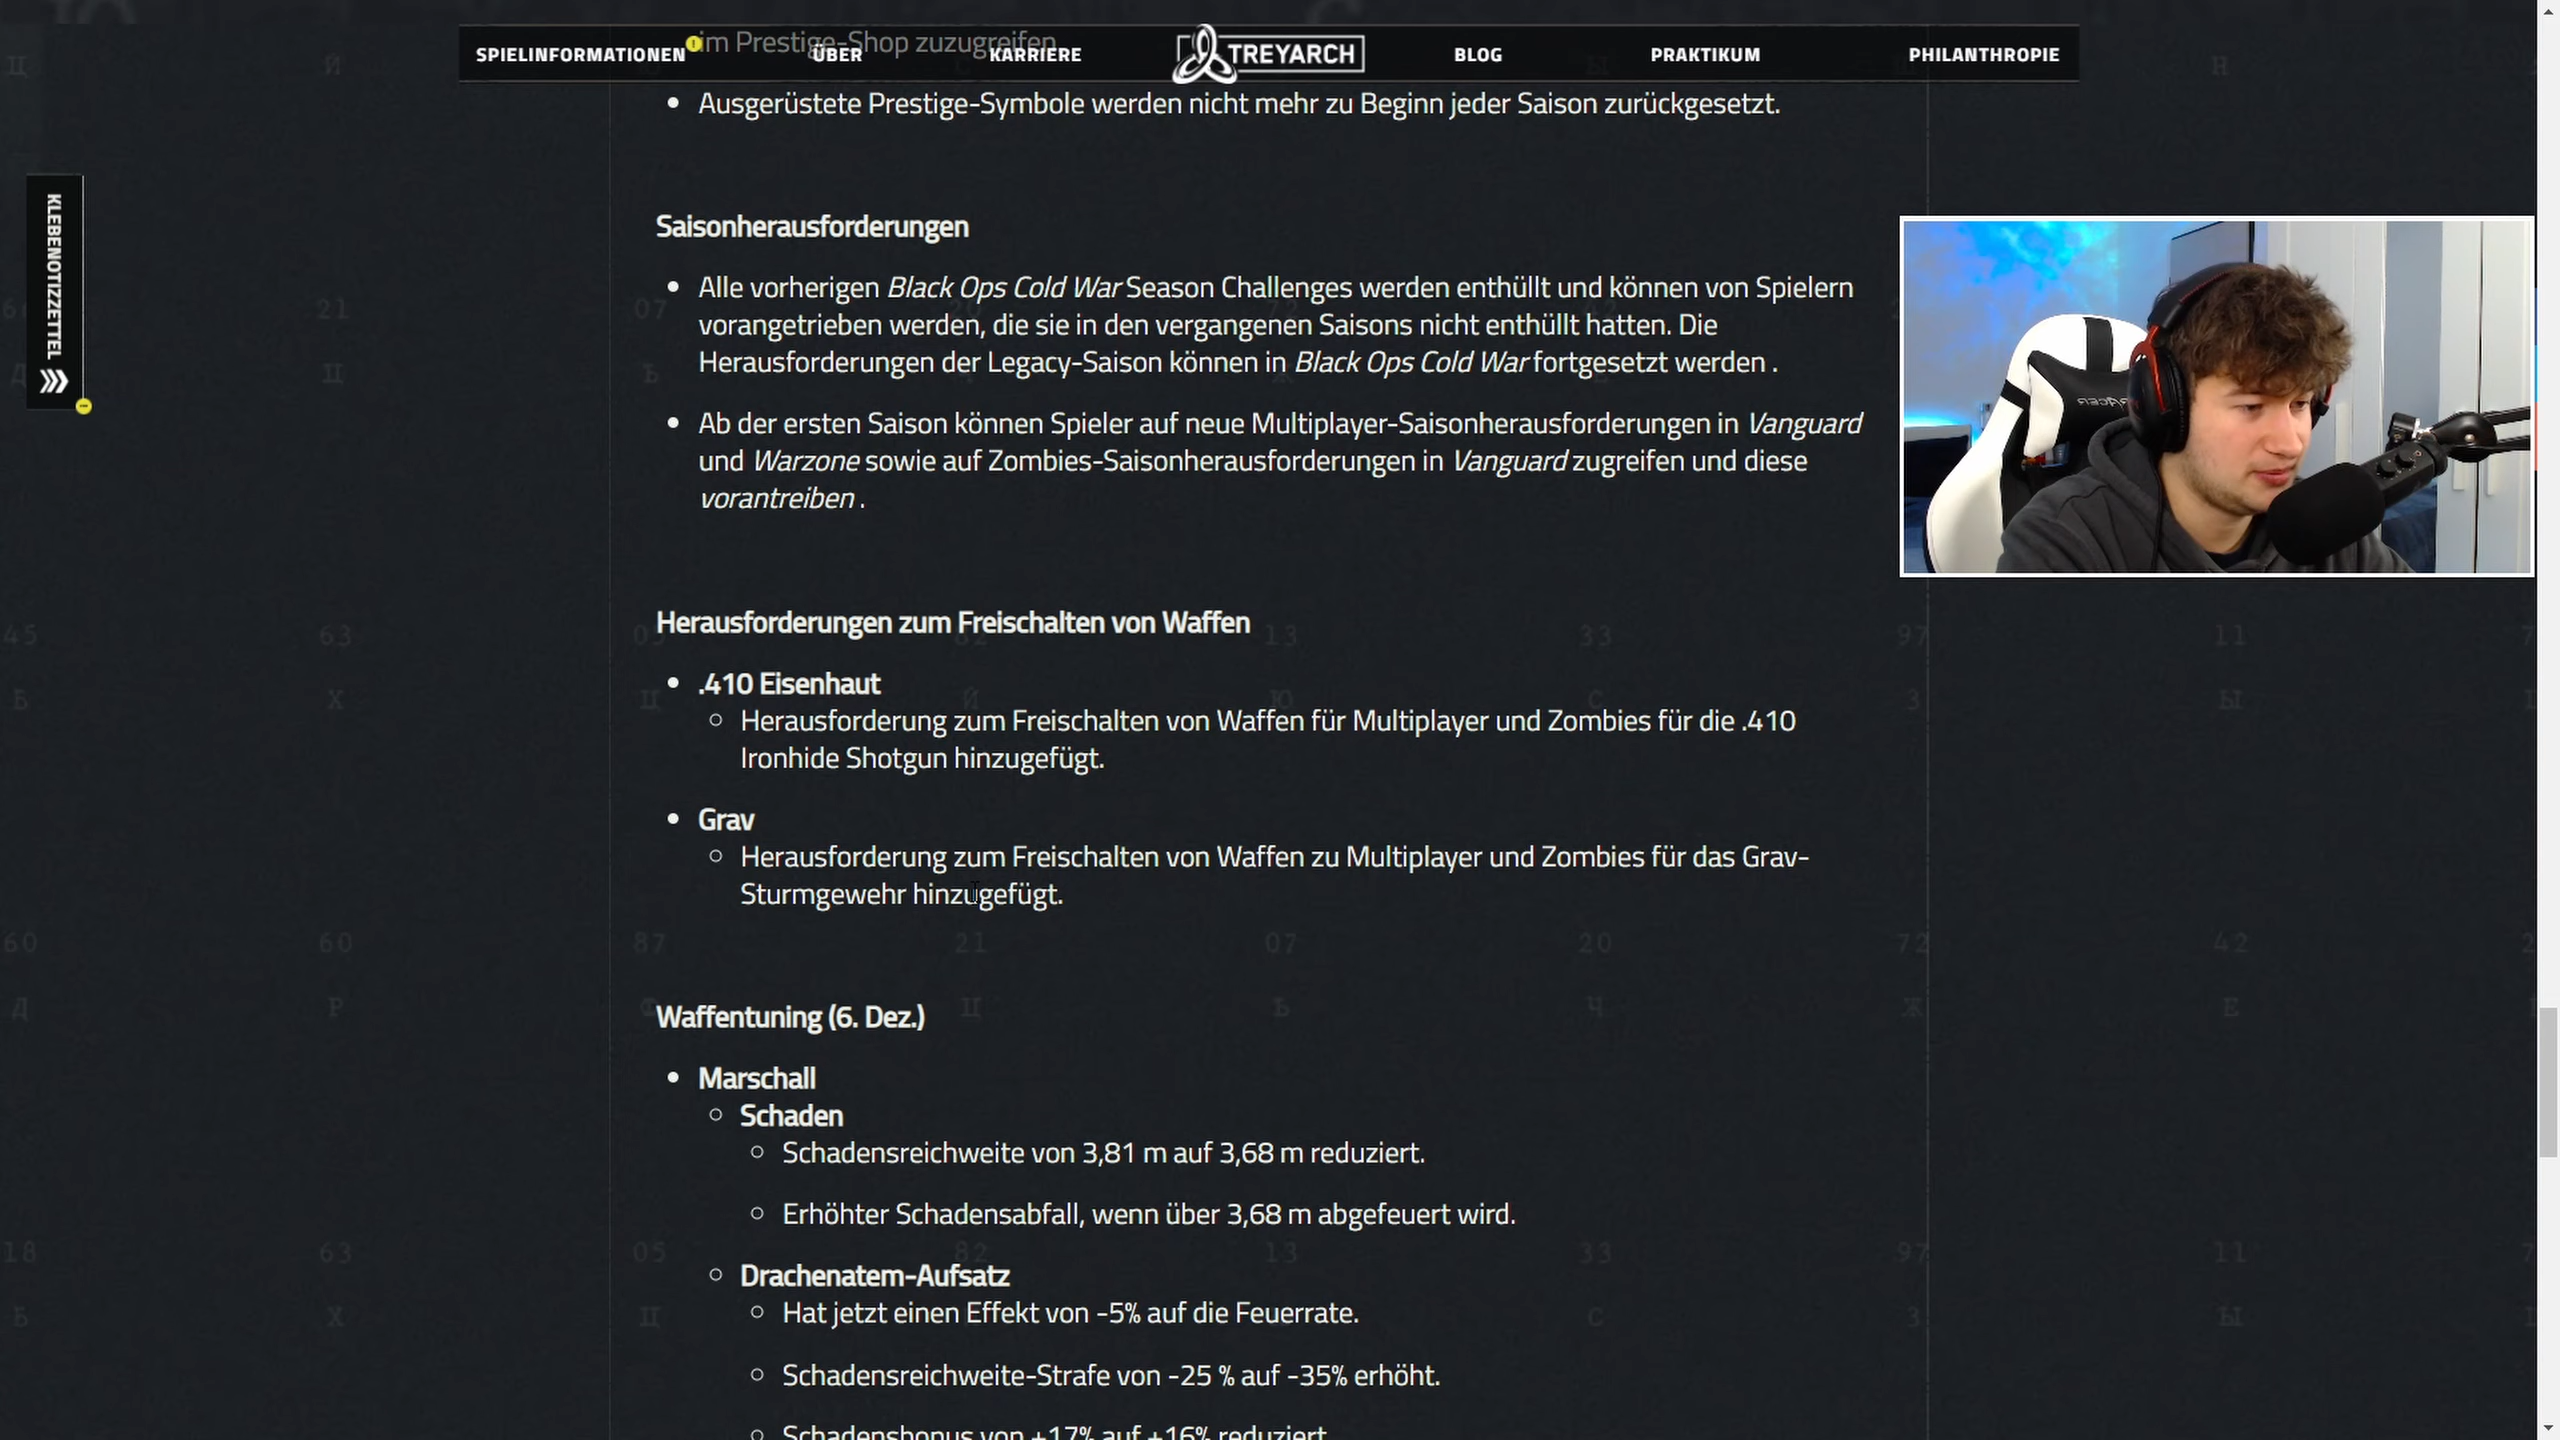 im Prestige-Shop zuzugreifen
SPIELINFORMATIONEN ÜBER KARRIERE TREYARCH BLOG PRAKTIKUM PHILANTHROPIE
Ausgerüstete Prestige-Symbole werden nicht mehr zu Beginn jeder Saison zurückgesetzt.
KLEBENOTIZZETTEL
Saisonherausforderungen
Alle vorherigen Black Ops Cold War Season Challenges werden enthüllt und können von Spielern
vorangetrieben werden, die sie in den vergangenen Saisons nicht enthüllt hatten. Die
Herausforderungen der Legacy-Saison können in Black Ops Cold War fortgesetzt werden .
Ab der ersten Saison können Spieler auf neue Multiplayer-Saisonherausforderungen in Vanguard
und Warzone sowie auf Zombies-Saisonherausforderungen in Vanguard zugreifen und diese
vorantreiben .
Herausforderungen zum Freischalten von Waffen
.410 Eisenhaut
Herausforderung zum Freischalten von Waffen für Multiplayer und Zombies für die .410
Ironhide Shotgun hinzugefügt.
Grav
Herausforderung zum Freischalten von Waffen zu Multiplayer und Zombies für das Grav-
Sturmgewehr hinzugefügt.
Waffentuning (6. Dez.)
Marschall
Schaden
Schadensreichweite von 3,81 m auf 3,68 m reduziert.
Erhöhter Schadensabfall, wenn über 3,68 m abgefeuert wird.
Drachenatem-Aufsatz
Hat jetzt einen Effekt von -5% auf die Feuerrate.
Schadensreichweite-Strafe von -25 % auf -35% erhöht.
Schadensbonus von +17% auf +16% reduziert